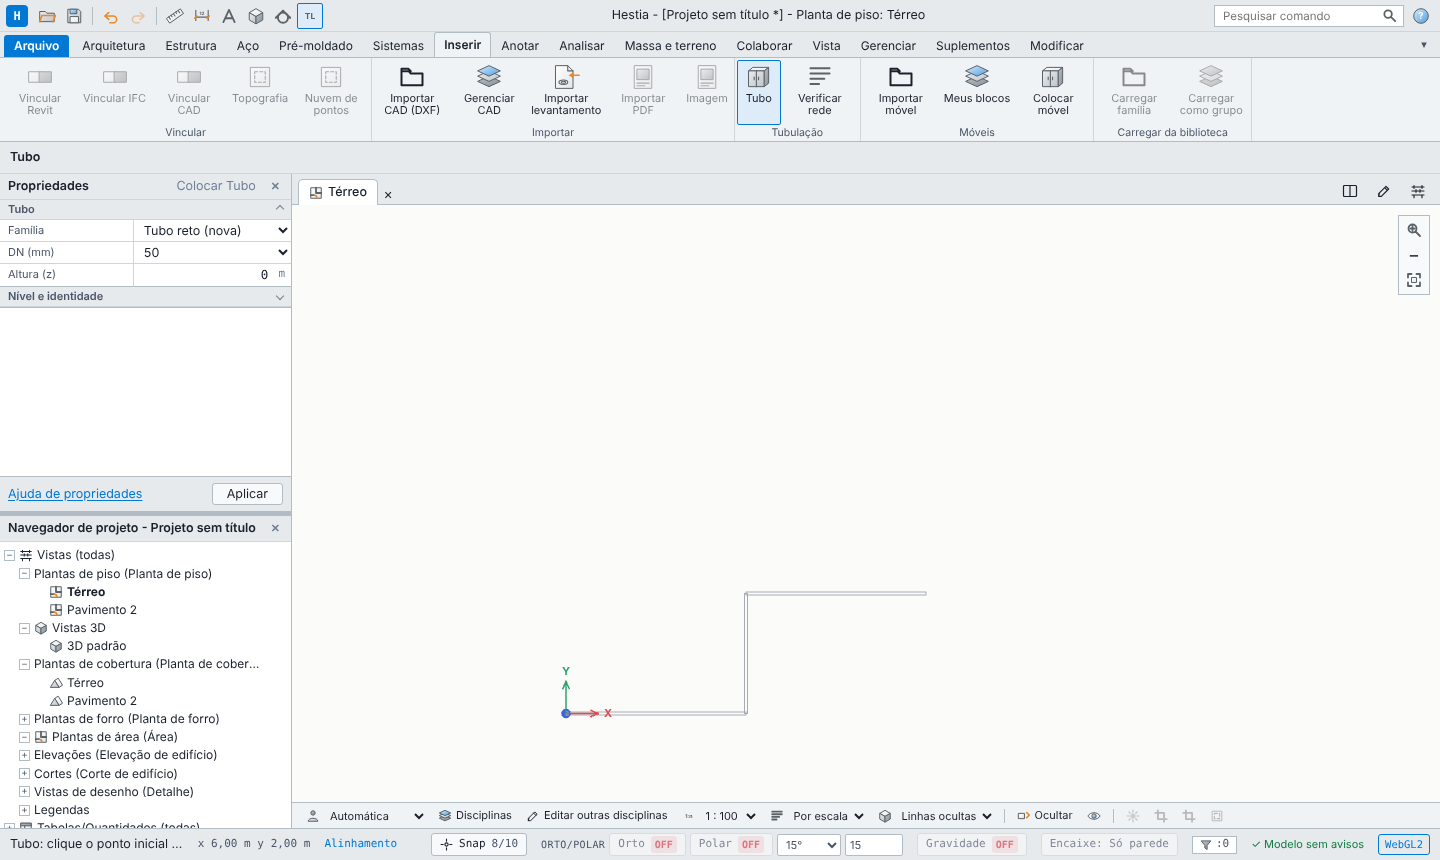 H
TL
Hestia - [Projeto sem título *] - Planta de piso: Térreo
Pesquisar comando
?
Arquivo
Arquitetura
Estrutura
Aço
Pré-moldado
Sistemas
Inserir
Anotar
Analisar
Massa e terreno
Colaborar
Vista
Gerenciar
Suplementos
Modificar
Vincular
Revit
Vincular IFC
Vincular
CAD
Topografia
Nuvem de
pontos
Vincular
Importar
CAD (DXF)
Gerenciar
CAD
Importar
levantamento
Importar
PDF
Imagem
Importar
Tubo
Verificar
rede
Tubulação
Importar
móvel
Meus blocos
Colocar
móvel
Móveis
Carregar
família
Carregar
como grupo
Carregar da biblioteca
Tubo
Propriedades
Colocar Tubo
Tubo
Família
Tubo reto (nova)
DN (mm)
50
Altura (z)
0 m
Nível e identidade
Ajuda de propriedades
Aplicar
Navegador de projeto - Projeto sem título
Vistas (todas)
Plantas de piso (Planta de piso)
Térreo
Pavimento 2
Vistas 3D
3D padrão
Plantas de cobertura (Planta de cober...
Térreo
Pavimento 2
Plantas de forro (Planta de forro)
Plantas de área (Área)
Elevações (Elevação de edifício)
Cortes (Corte de edifício)
Vistas de desenho (Detalhe)
Legendas
Tabelas/Quantidades (todas)
Térreo
Y
X
Automática
Disciplinas
Editar outras disciplinas
1 : 100
Por escala
Linhas ocultas
Ocultar
Tubo: clique o ponto inicial ...
x 6,00 m y 2,00 m
Alinhamento
Snap 8/10
ORTO/POLAR
Orto OFF
Polar OFF
15°
15
Gravidade OFF
Encaixe: Só parede
:0
✓ Modelo sem avisos
WebGL2